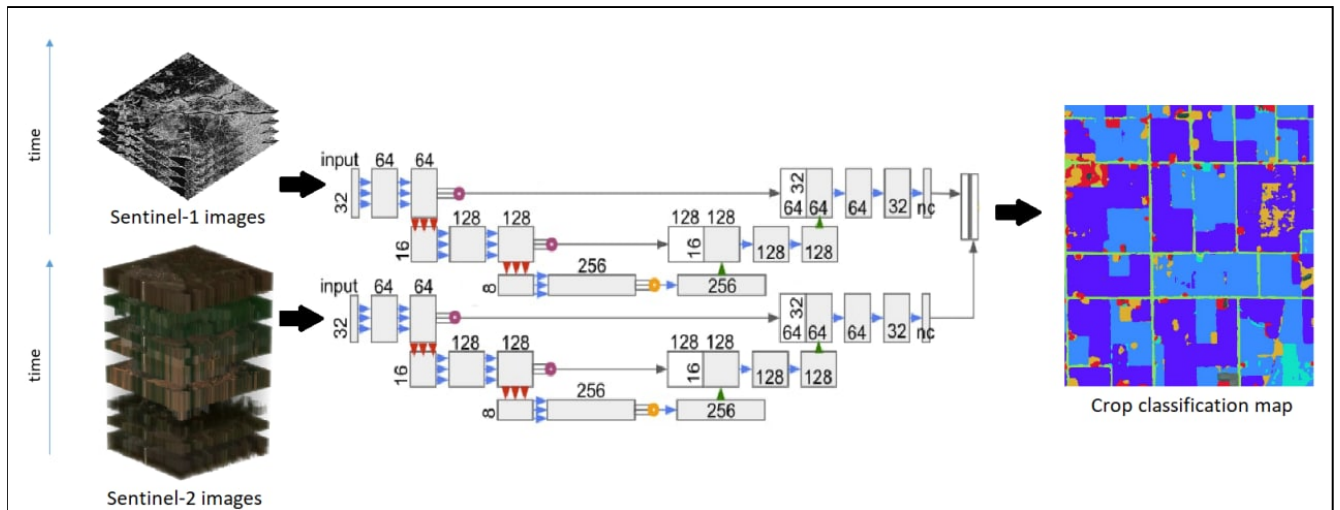 time
Sentinel-1 images
time
Sentinel-2 images
input 64 64
32
128 128
16
256
8
32
64 64 64 32 nc
128 128
16
128 128
256
input 64 64
32
128 128
16
256
8
32
64 64 64 32 nc
128 128
16
128 128
256
Crop classification map